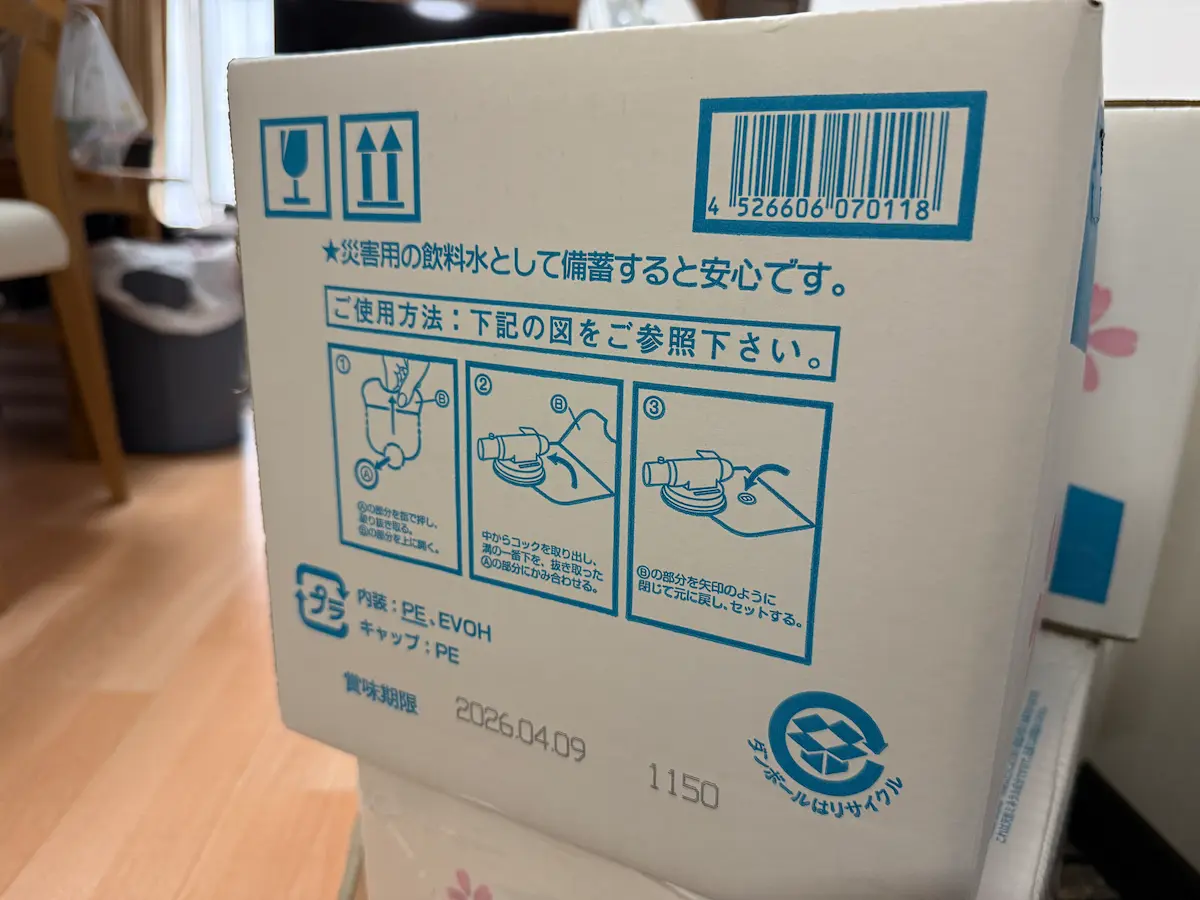 4 526606 070118
★災害用の飲料水として備蓄すると安心です。
ご使用方法:下記の図をご参照下さい。
①
Ⓑ
Ⓐ
Ⓐの部分を指で押し、
切り抜き取る。
Ⓑの部分を上に開く。
②
Ⓑ
中からコックを取り出し、
溝の一番下を、抜き取った
Ⓐの部分にかみ合わせる。
③
Ⓑ
Ⓑの部分を矢印のように
閉じて元に戻し、セットする。
プラ
内装:PE、EVOH
キャップ:PE
賞味期限 2026.04.09 1150
ダンボールはリサイクル